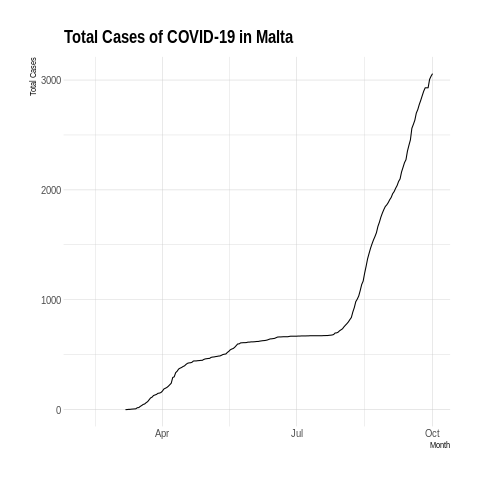 Total Cases of COVID-19 in Malta
Total Cases
3000
2000
1000
0
Apr
Jul
Oct
Month